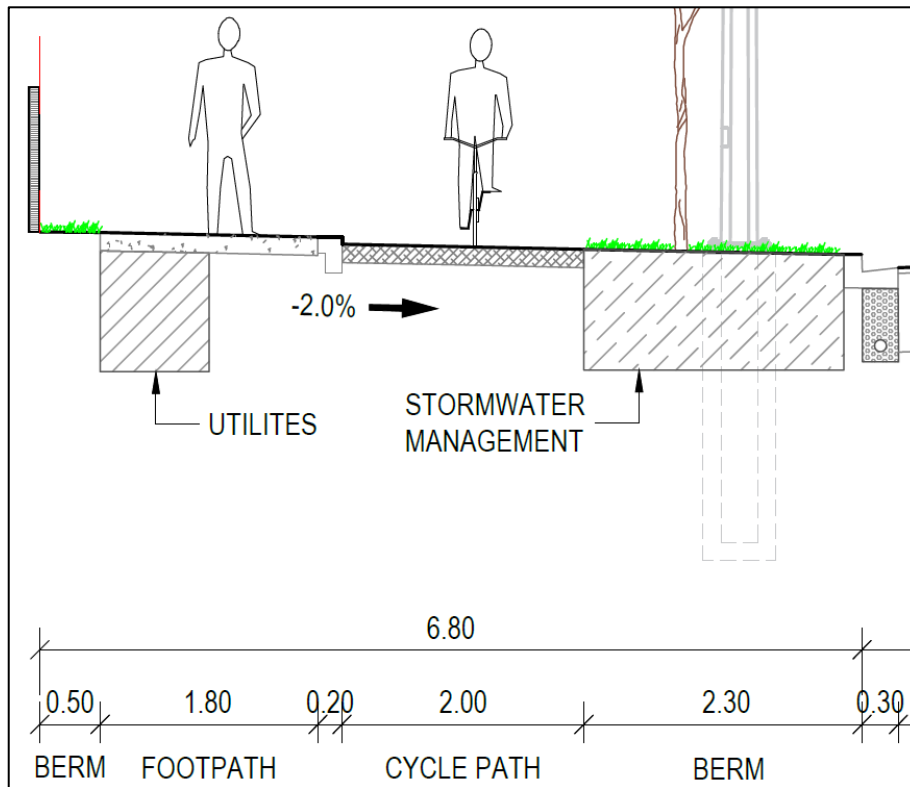 -2.0%
UTILITES
STORMWATER
MANAGEMENT
6.80
0.50 1.80 0.20 2.00 2.30 0.30
BERM FOOTPATH CYCLE PATH BERM